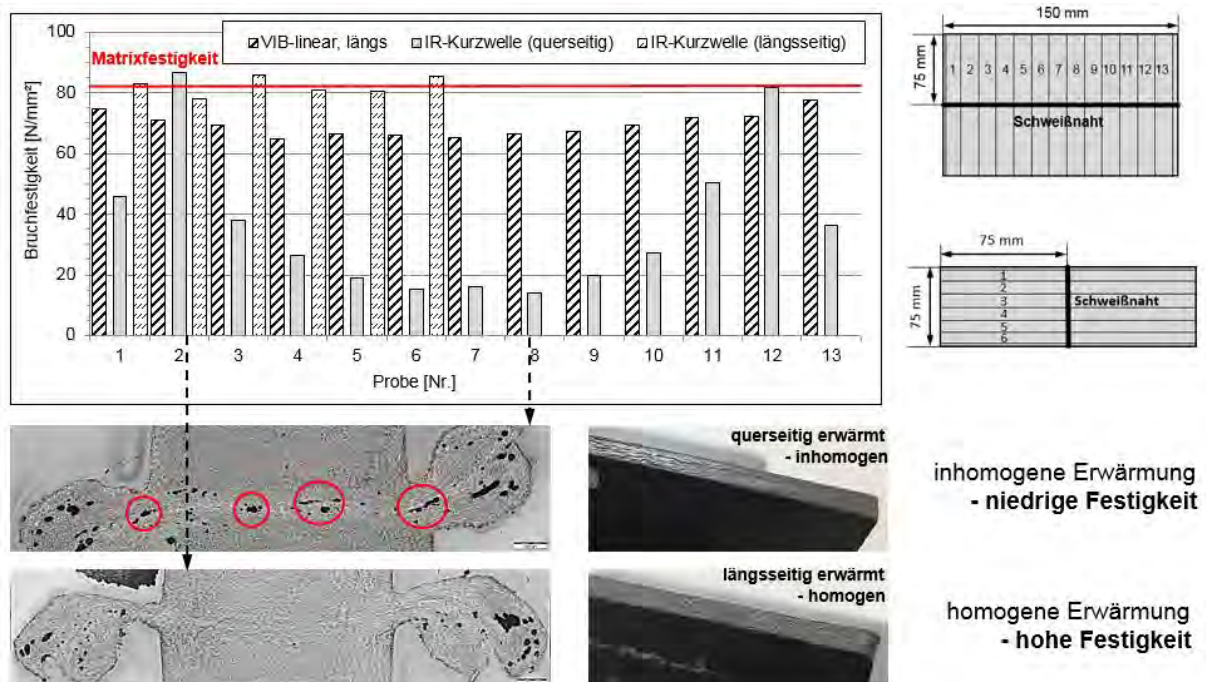 100
80
60
40
20
0
Bruchfestigkeit [N/mm²]
VIB-linear, längs
IR-Kurzwelle (querseitig)
IR-Kurzwelle (längsseitig)
Matrixfestigkeit
1 2 3 4 5 6 7 8 9 10 11 12 13
Probe [Nr.]
150 mm
75 mm
1 2 3 4 5 6 7 8 9 10 11 12 13
Schweißnaht
75 mm
75 mm
1
2
3
4
5
6
Schweißnaht
querseitig erwärmt
- inhomogen
inhomogene Erwärmung
- niedrige Festigkeit
längsseitig erwärmt
- homogen
homogene Erwärmung
- hohe Festigkeit